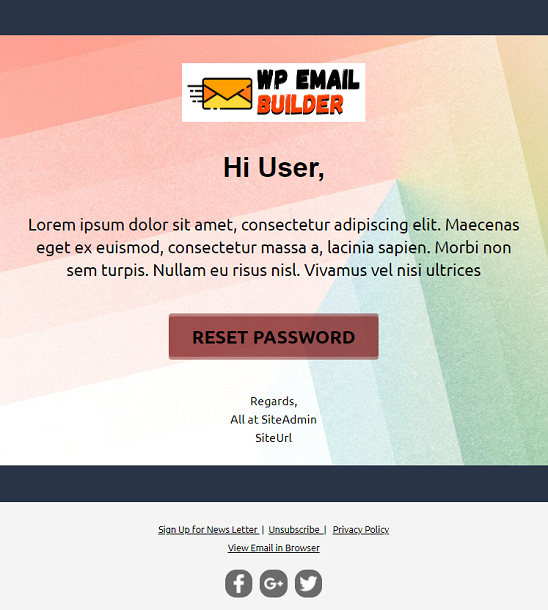 WP EMAIL
BUILDER
Hi User,
Lorem ipsum dolor sit amet, consectetur adipiscing elit. Maecenas
eget ex euismod, consectetur massa a, lacinia sapien. Morbi non
sem turpis. Nullam eu risus nisl. Vivamus vel nisi ultrices
RESET PASSWORD
Regards,
All at SiteAdmin
SiteUrl
Sign Up for News Letter | Unsubscribe | Privacy Policy
View Email in Browser
f G+